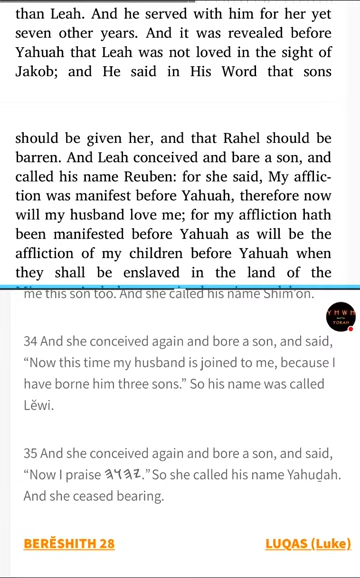 than Leah. And he served with him for her yet
seven other years. And it was revealed before
Yahuah that Leah was not loved in the sight of
Jakob; and He said in His Word that sons
should be given her, and that Rahel should be
barren. And Leah conceived and bare a son, and
called his name Reuben: for she said, My afflic-
tion was manifest before Yahuah, therefore now
will my husband love me; for my affliction hath
been manifested before Yahuah as will be the
affliction of my children before Yahuah when
they shall be enslaved in the land of the
me this son too. And she called his name Shimʽon.
34 And she conceived again and bore a son, and said,
“Now this time my husband is joined to me, because I
have borne him three sons.” So his name was called
Lĕwi.
35 And she conceived again and bore a son, and said,
“Now I praise 𐤉𐤄𐤅𐤄.” So she called his name Yahuḏah.
And she ceased bearing.
BERĔSHITH 28
LUQAS (Luke)